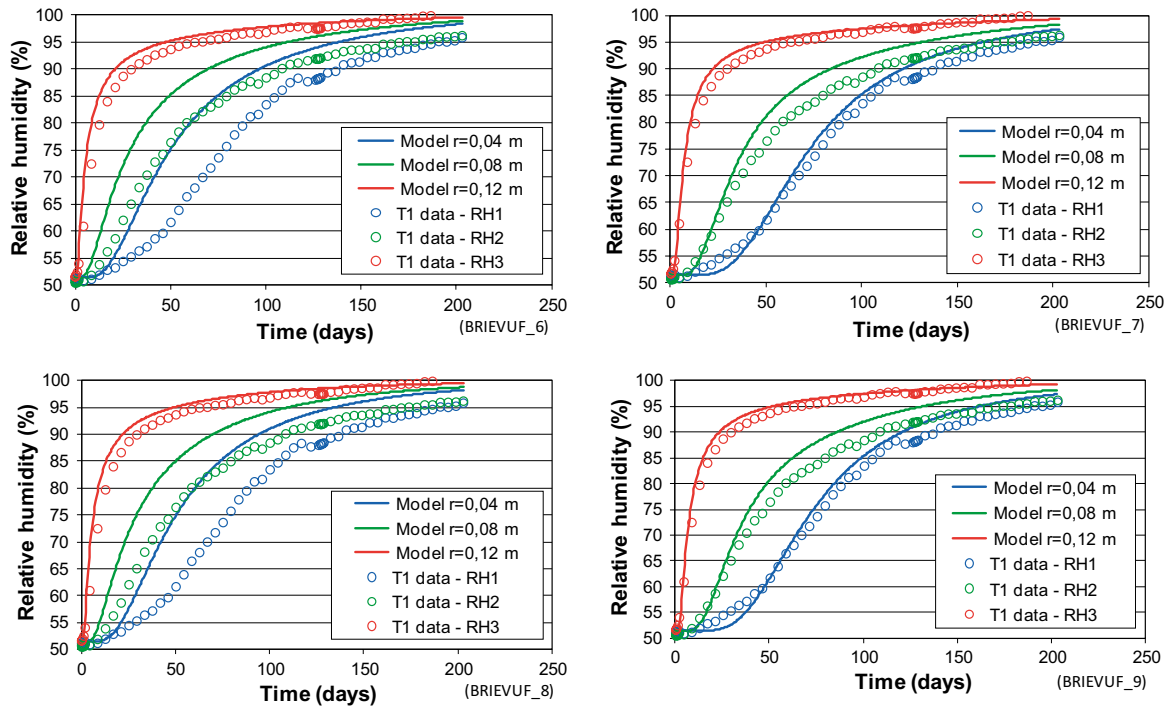 Relative humidity (%)
100
95
90
85
80
75
70
65
60
55
50
0
50
100
150
200
250
Model r=0,04 m
Model r=0,08 m
Model r=0,12 m
T1 data - RH1
T1 data - RH2
T1 data - RH3
Time (days)
(BRIEVUF_6)
Relative humidity (%)
100
95
90
85
80
75
70
65
60
55
50
0
50
100
150
200
250
Model r=0,04 m
Model r=0,08 m
Model r=0,12 m
T1 data - RH1
T1 data - RH2
T1 data - RH3
Time (days)
(BRIEVUF_7)
Relative humidity (%)
100
95
90
85
80
75
70
65
60
55
50
0
50
100
150
200
250
Model r=0,04 m
Model r=0,08 m
Model r=0,12 m
T1 data - RH1
T1 data - RH2
T1 data - RH3
Time (days)
(BRIEVUF_8)
Relative humidity (%)
100
95
90
85
80
75
70
65
60
55
50
0
50
100
150
200
250
Model r=0,04 m
Model r=0,08 m
Model r=0,12 m
T1 data - RH1
T1 data - RH2
T1 data - RH3
Time (days)
(BRIEVUF_9)